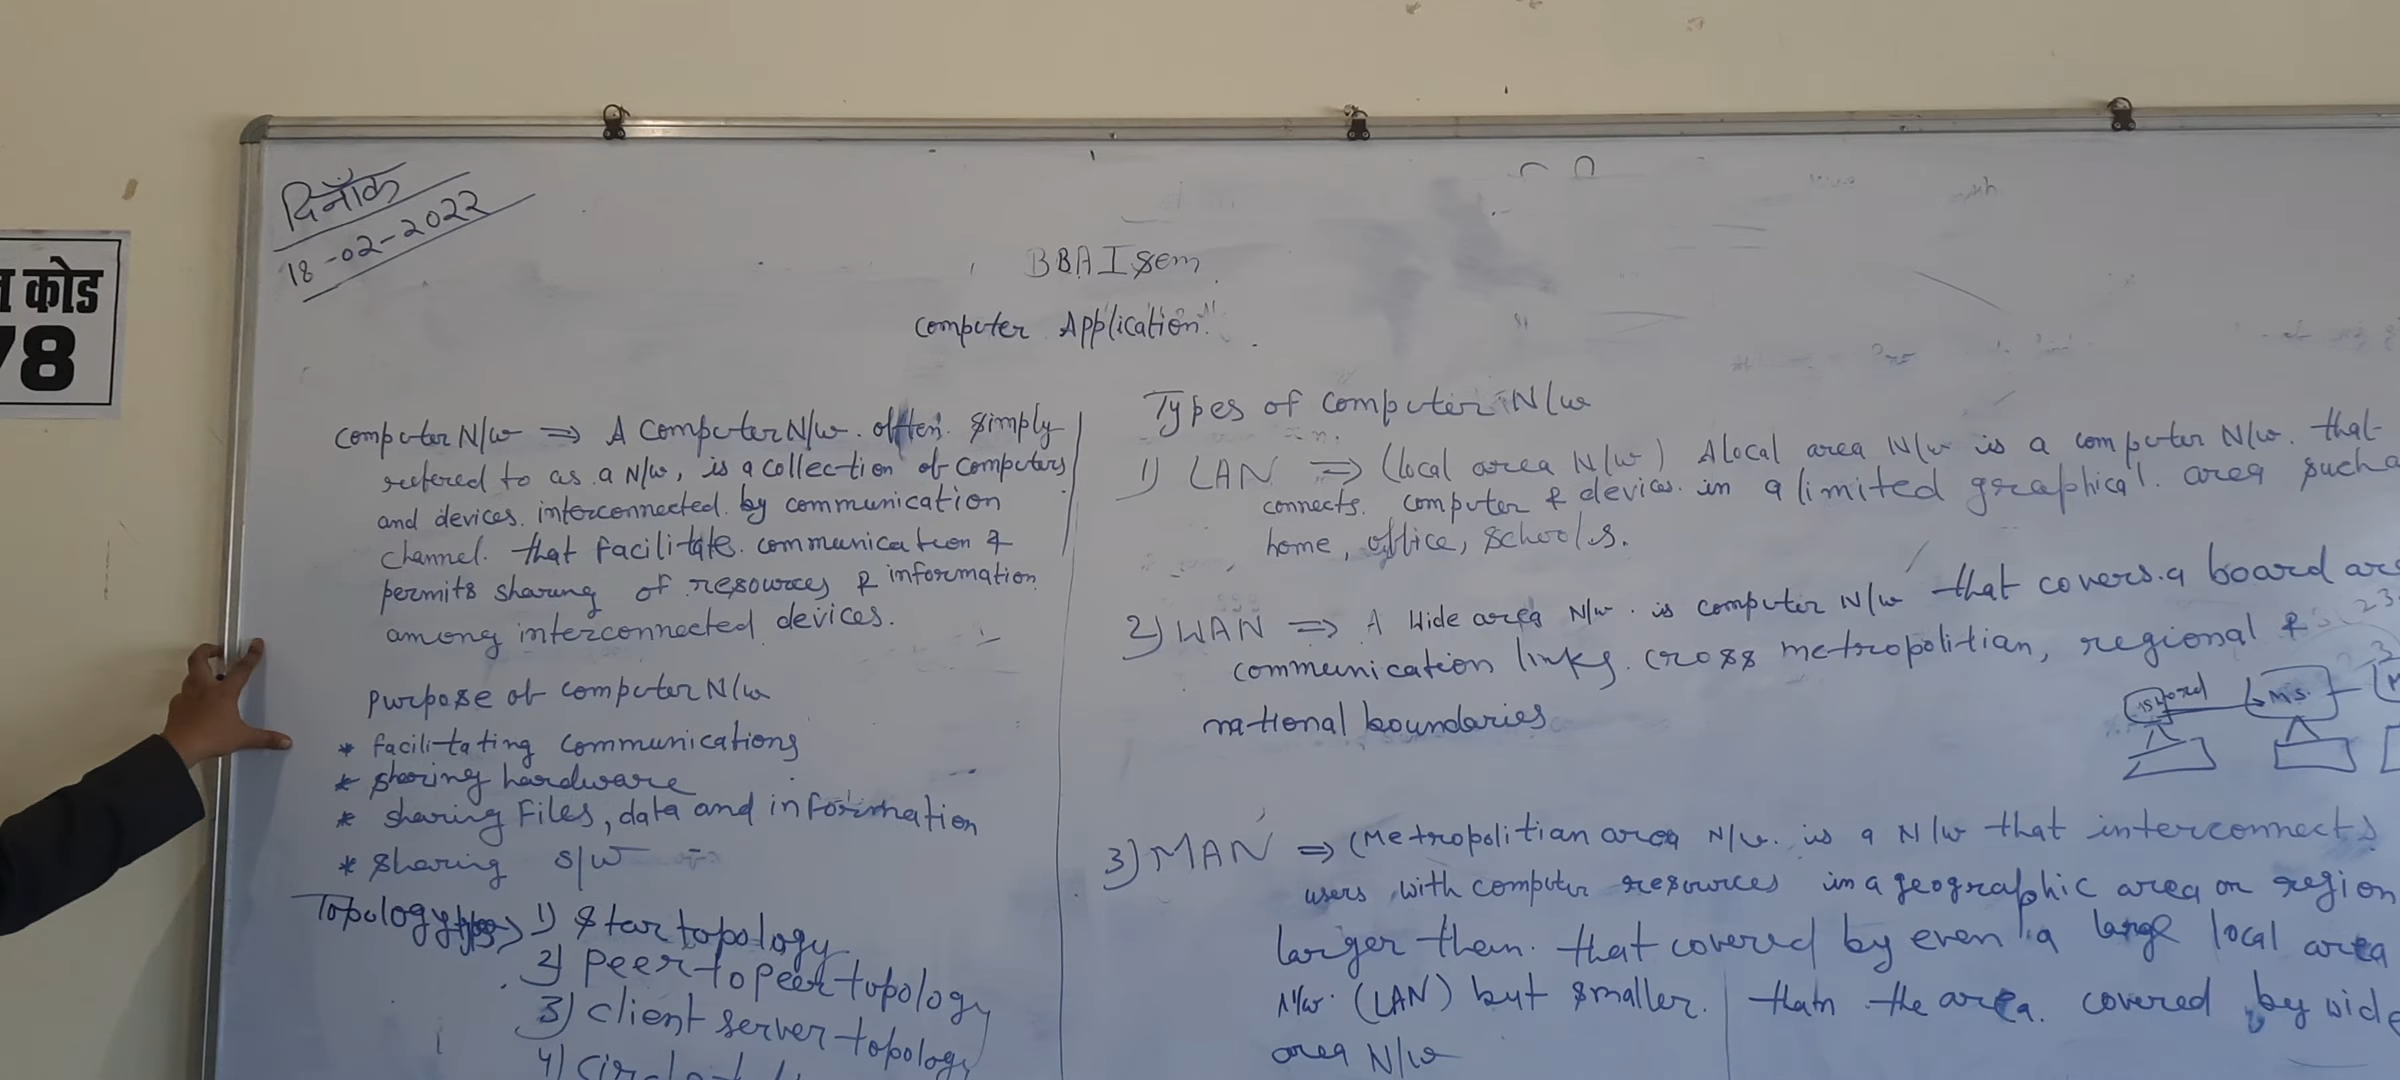 दिनाँक
18-02-2022
कोड
78
BBA I sem
Computer Application
Computer N/w ⇒ A Computer N/w. often simply
refered to as a N/w, is a collection of computers
and devices interconnected by communication
channel. that facilitates communication &
permits sharing of resources & information
among interconnected devices.
purpose of computer N/w
* facilitating communications
* sharing hardware
* sharing Files, data and information
* sharing s/w
Topology types 1) Star topology
2) peer to peer topology
3) client server topology
4)
Types of computer N/w
1) LAN ⇒ (local area N/w) A local area N/w is a computer N/w. that
connects computer & devices in a limited graphical area such a
home, office, schools.
2) WAN ⇒ A Wide area N/w is computer N/w that covers a board are
communication links cross metropolitian, regional &
national boundaries
M.S.
3) MAN ⇒ (Metropolitian area N/w. is a N/w that interconnects
users with computer resources in a geographic area or region
larger then that covered by even a large local area
N/w (LAN) but smaller than the area covered by wide
area N/w